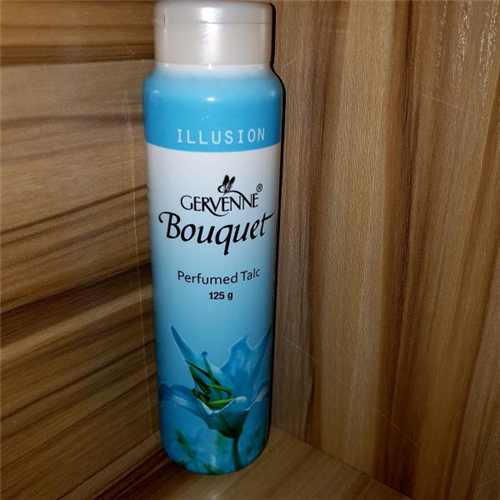 ILLUSION
GERVENNE®
Bouquet
Perfumed Talc
125 g